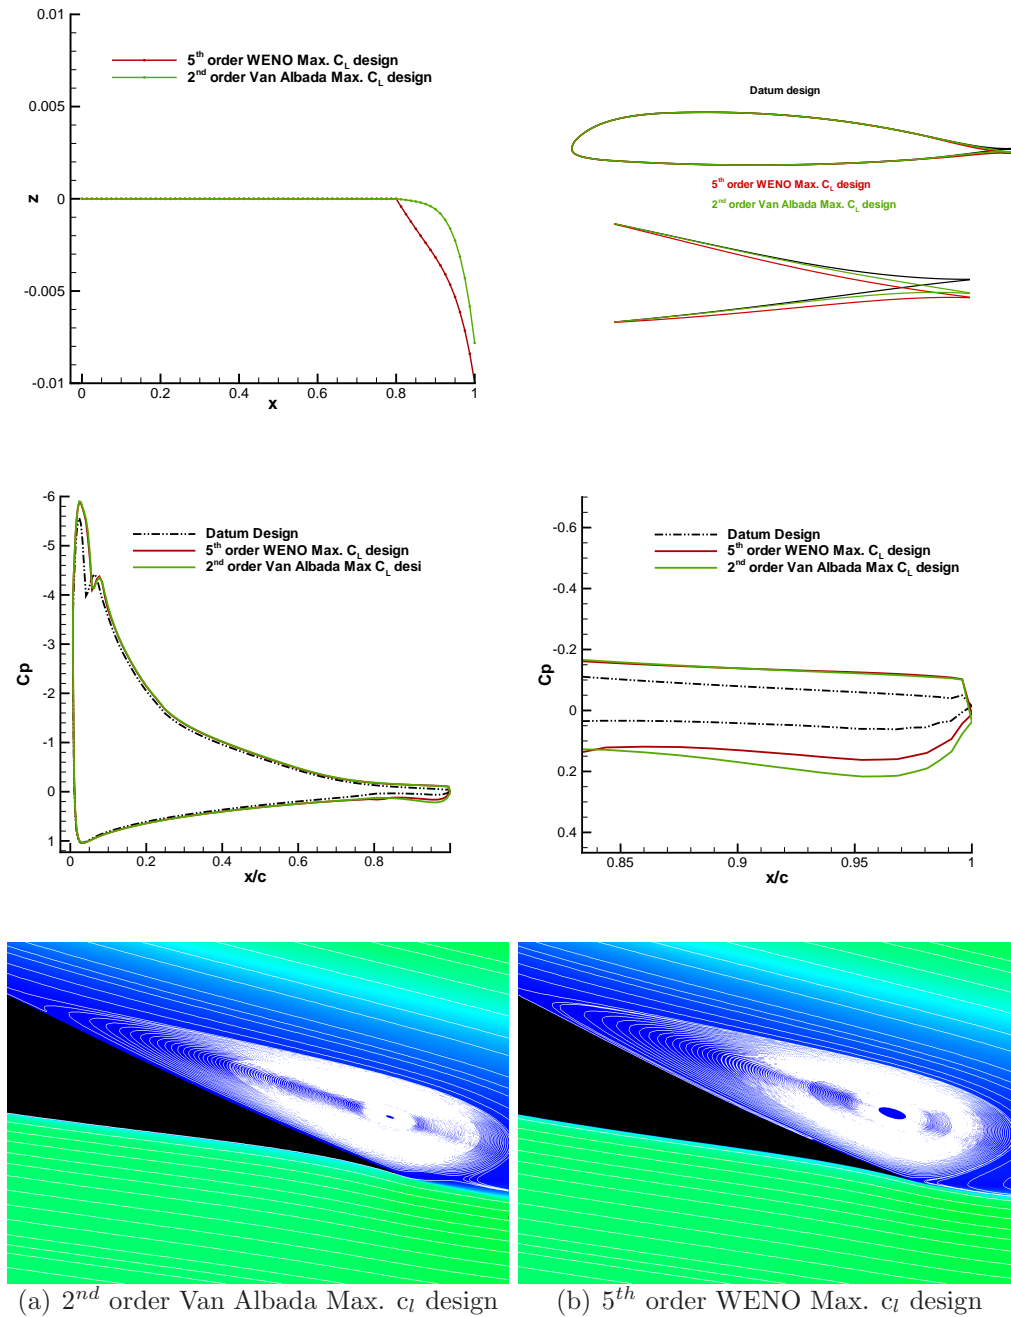 0.01
0.005
0
-0.005
-0.01
z
5th order WENO Max. CL design
2nd order Van Albada Max. CL design
0 0.2 0.4 0.6 0.8 1
x
Datum design
5th order WENO Max. CL design
2nd order Van Albada Max. CL design
-6
-5
-4
-3
-2
-1
0
1
Cp
Datum Design
5th order WENO Max. CL design
2nd order Van Albada Max CL desi
0 0.2 0.4 0.6 0.8
x/c
-0.6
-0.4
-0.2
0
0.2
0.4
Cp
Datum Design
5th order WENO Max. CL design
2nd order Van Albada Max CL design
0.85 0.9 0.95 1
x/c
(a) 2nd order Van Albada Max. cl design
(b) 5th order WENO Max. cl design